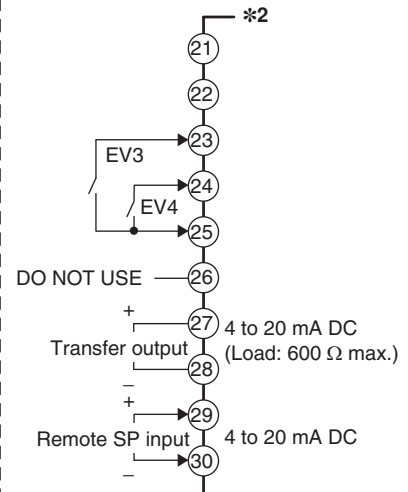 *2
21
22
23
EV3
24
EV4
25
DO NOT USE 26
+
27 4 to 20 mA DC
Transfer output (Load: 600 Ω max.)
28
–
+
29
Remote SP input 4 to 20 mA DC
30
–